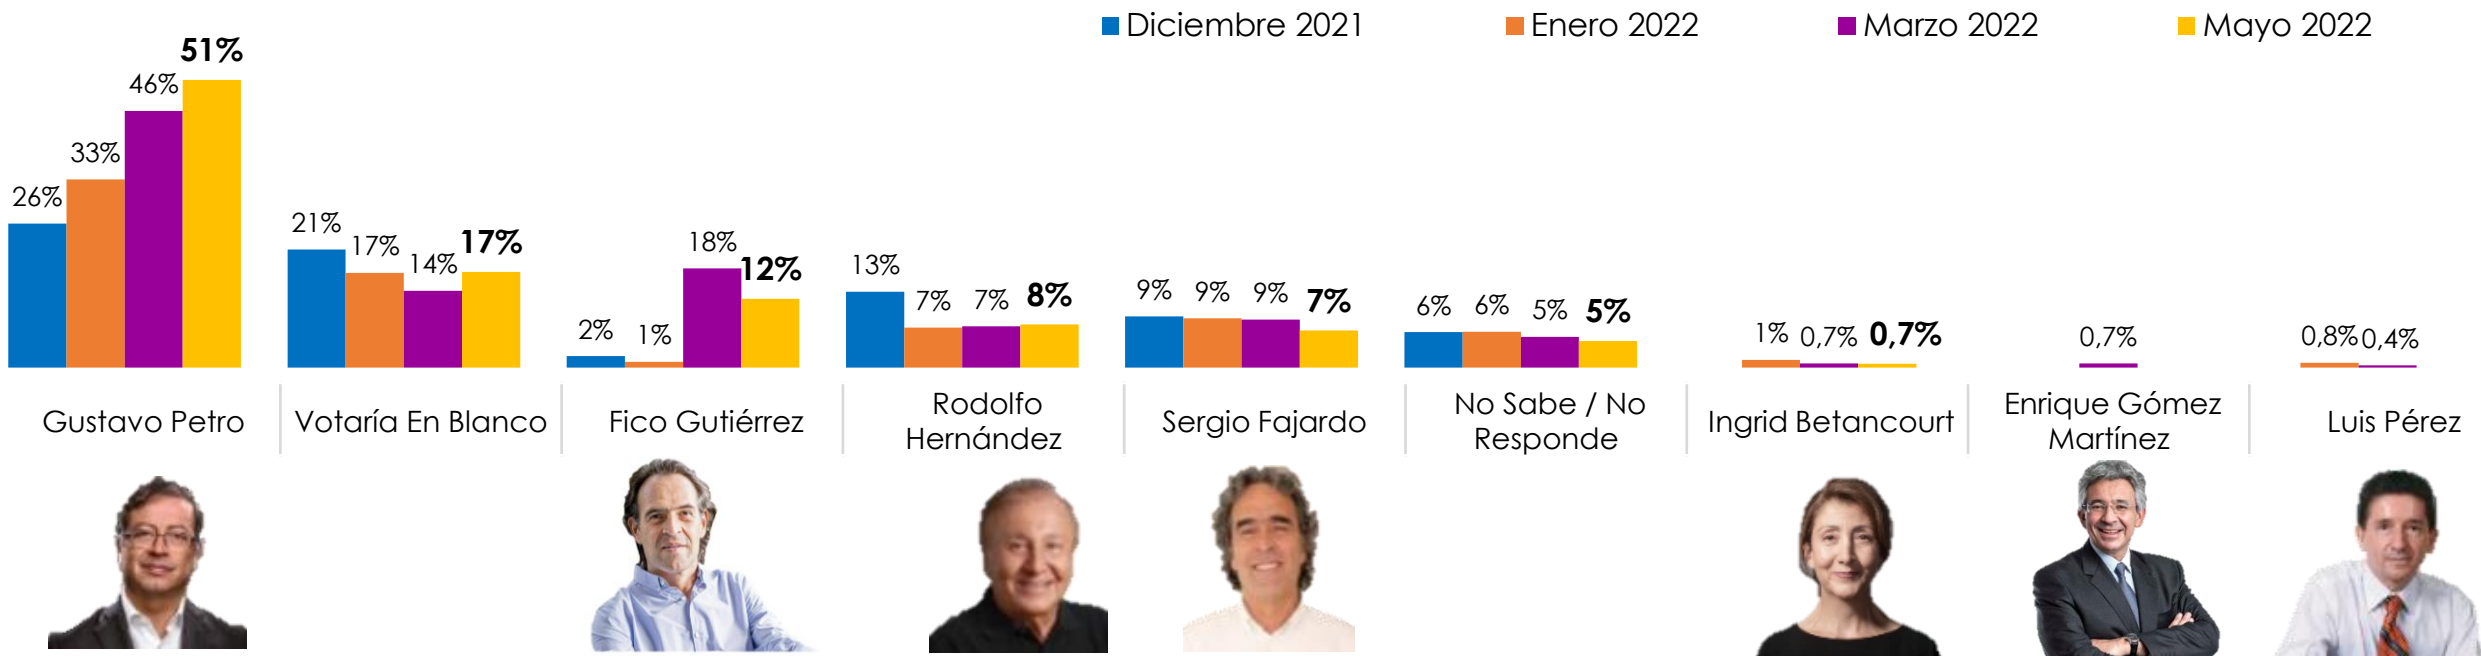 Diciembre 2021 Enero 2022 Marzo 2022 Mayo 2022
26% 33% 46% 51%
21% 17% 14% 17%
2% 1% 18% 12%
13% 7% 7% 8%
9% 9% 9% 7%
6% 6% 5% 5%
1% 0,7% 0,7%
0,7%
0,8% 0,4%
Gustavo Petro
Votaría En Blanco
Fico Gutiérrez
Rodolfo
Hernández
Sergio Fajardo
No Sabe / No
Responde
Ingrid Betancourt
Enrique Gómez
Martínez
Luis Pérez